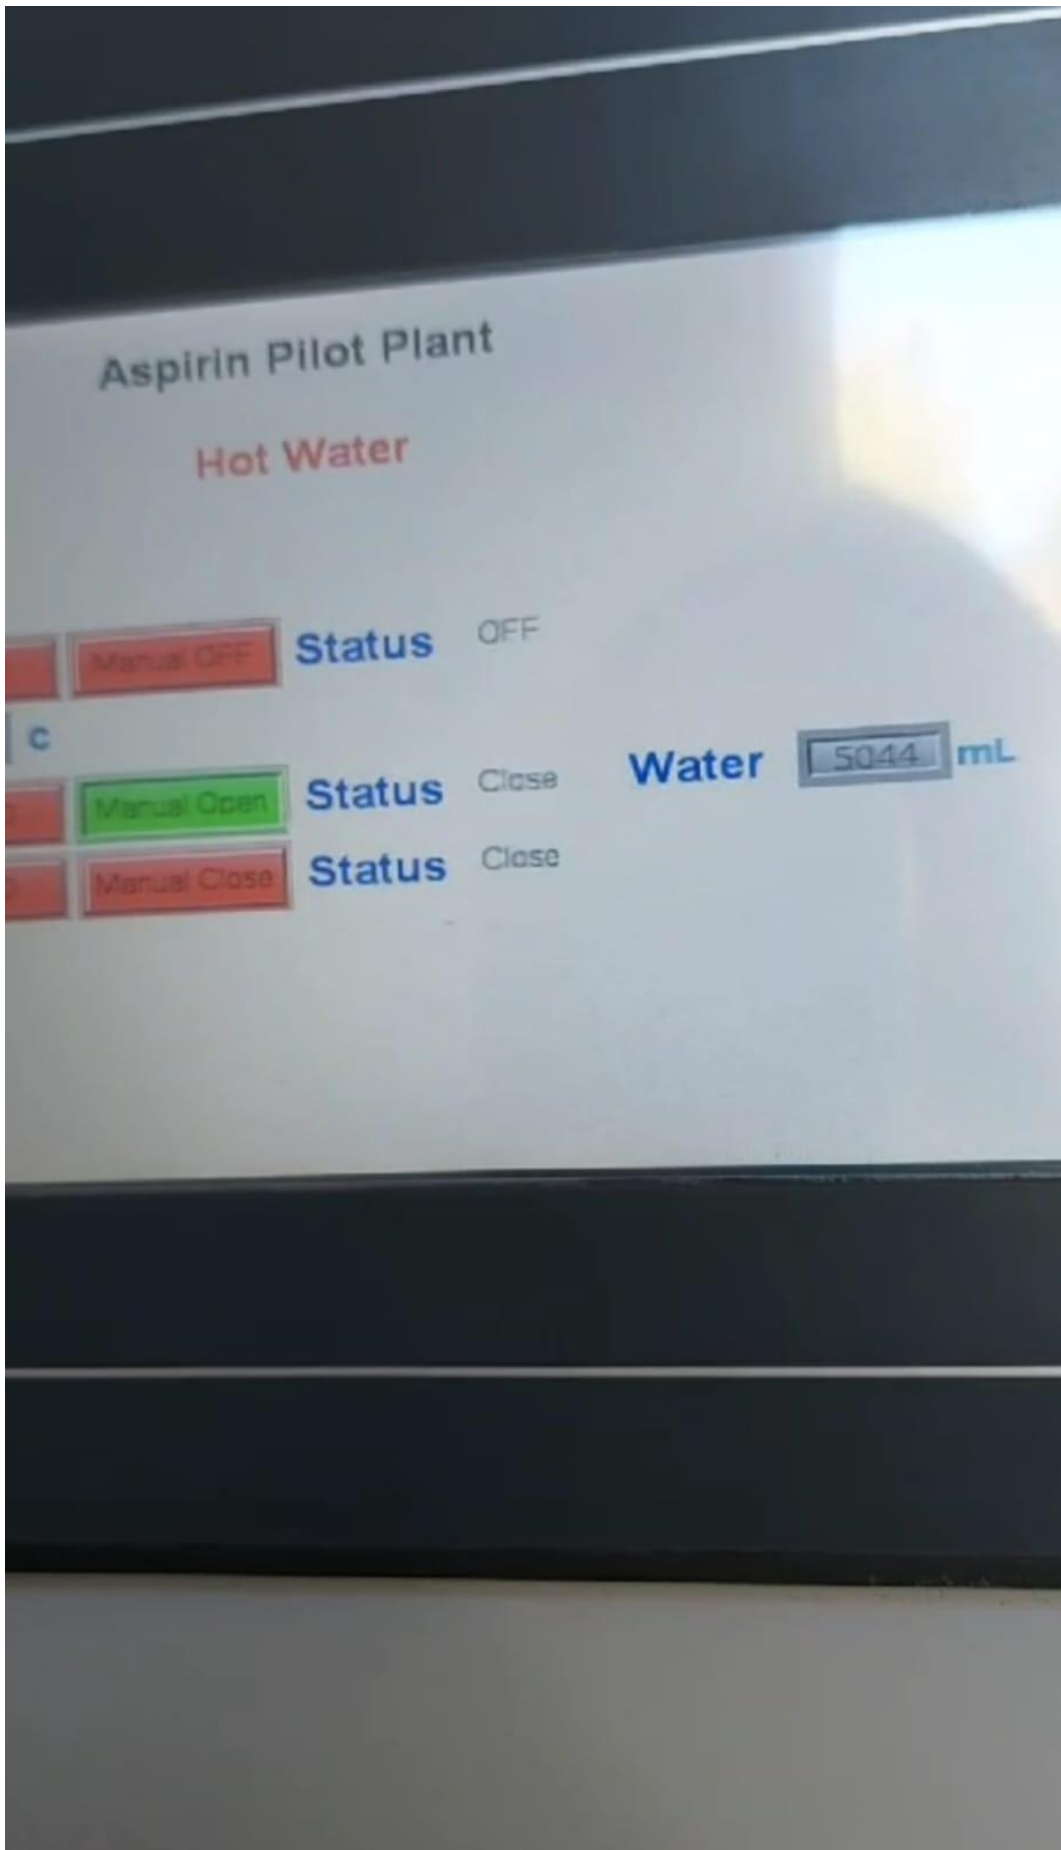 Aspirin Pilot Plant
Hot Water
Manual OFF Status OFF
C
Manual Open Status Close Water 5044 mL
Manual Close Status Close